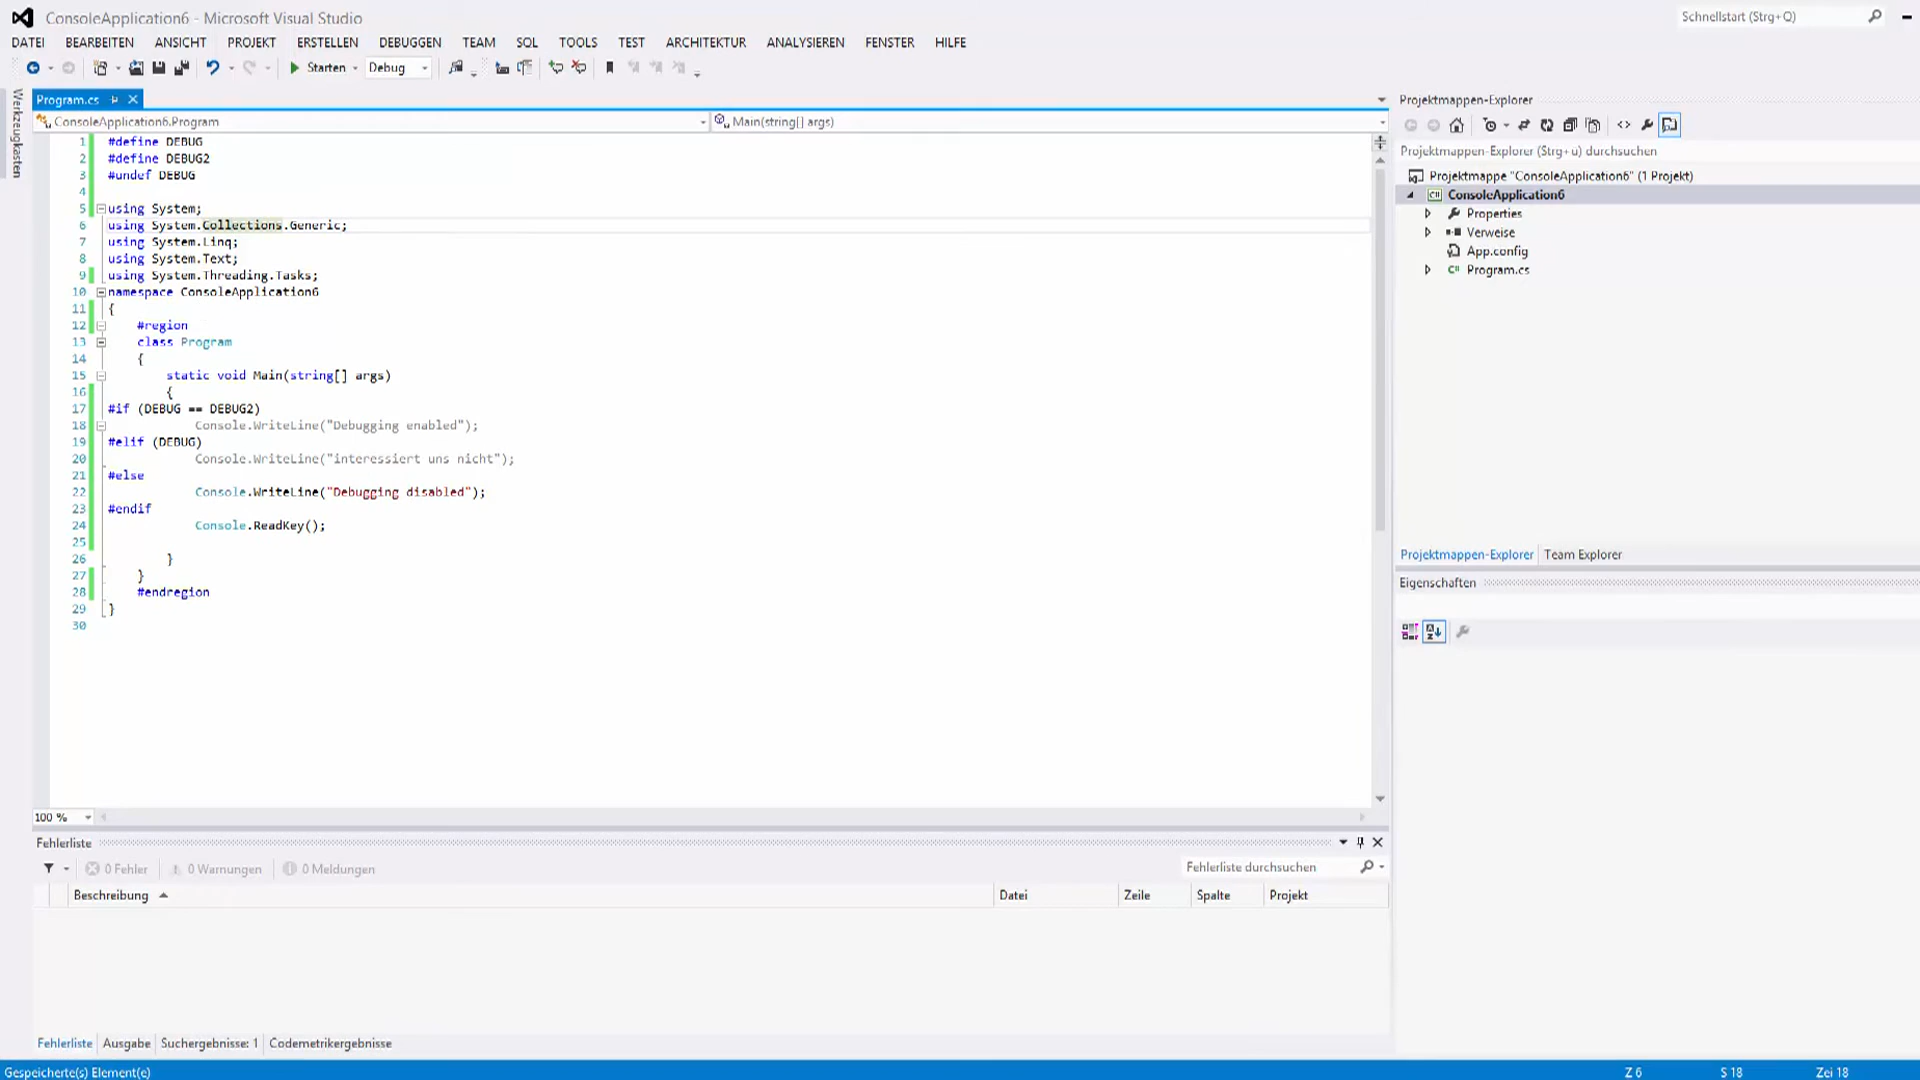 ConsoleApplication6 - Microsoft Visual Studio
Schnellstart (Strg+Q)
DATEI BEARBEITEN ANSICHT PROJEKT ERSTELLEN DEBUGGEN TEAM SQL TOOLS TEST ARCHITEKTUR ANALYSIEREN FENSTER HILFE
Starten Debug
Werkzeugkasten
Program.cs
ConsoleApplication6.Program
Main(string[] args)
1 #define DEBUG
2 #define DEBUG2
3 #undef DEBUG
4
5 using System;
6 using System.Collections.Generic;
7 using System.Linq;
8 using System.Text;
9 using System.Threading.Tasks;
10 namespace ConsoleApplication6
11 {
12 #region
13 class Program
14 {
15 static void Main(string[] args)
16 {
17 #if (DEBUG == DEBUG2)
18 Console.WriteLine("Debugging enabled");
19 #elif (DEBUG)
20 Console.WriteLine("interessiert uns nicht");
21 #else
22 Console.WriteLine("Debugging disabled");
23 #endif
24 Console.ReadKey();
25
26 }
27 }
28 #endregion
29 }
30
100 %
Projektmappen-Explorer
Projektmappen-Explorer (Strg+u) durchsuchen
Projektmappe "ConsoleApplication6" (1 Projekt)
ConsoleApplication6
Properties
Verweise
App.config
Program.cs
Projektmappen-Explorer Team Explorer
Eigenschaften
Fehlerliste
0 Fehler 0 Warnungen 0 Meldungen
Fehlerliste durchsuchen
Beschreibung Datei Zeile Spalte Projekt
Fehlerliste Ausgabe Suchergebnisse: 1 Codemetrikergebnisse
Gespeicherte(s) Element(e)
Z 6 S 18 Zei 18